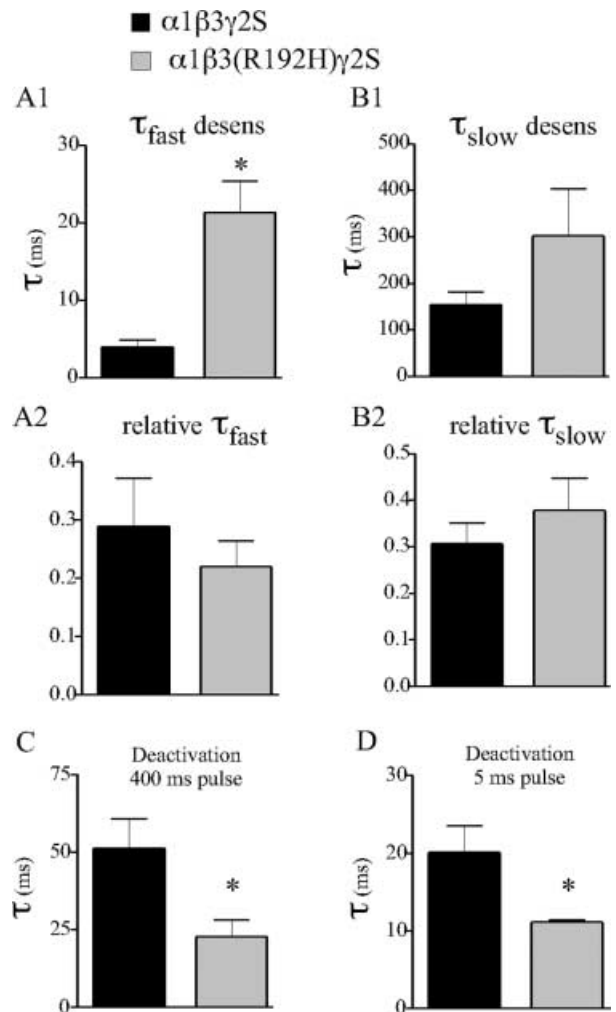 α1β3γ2S
α1β3(R192H)γ2S
A1
τfast desens
30
20
10
0
τ (ms)
*
B1
τslow desens
500
400
300
200
100
0
τ (ms)
A2
relative τfast
0.4
0.3
0.2
0.1
0.0
B2
relative τslow
0.5
0.4
0.3
0.2
0.1
0.0
C
Deactivation
400 ms pulse
75
50
25
0
τ (ms)
*
D
Deactivation
5 ms pulse
30
20
10
0
τ (ms)
*